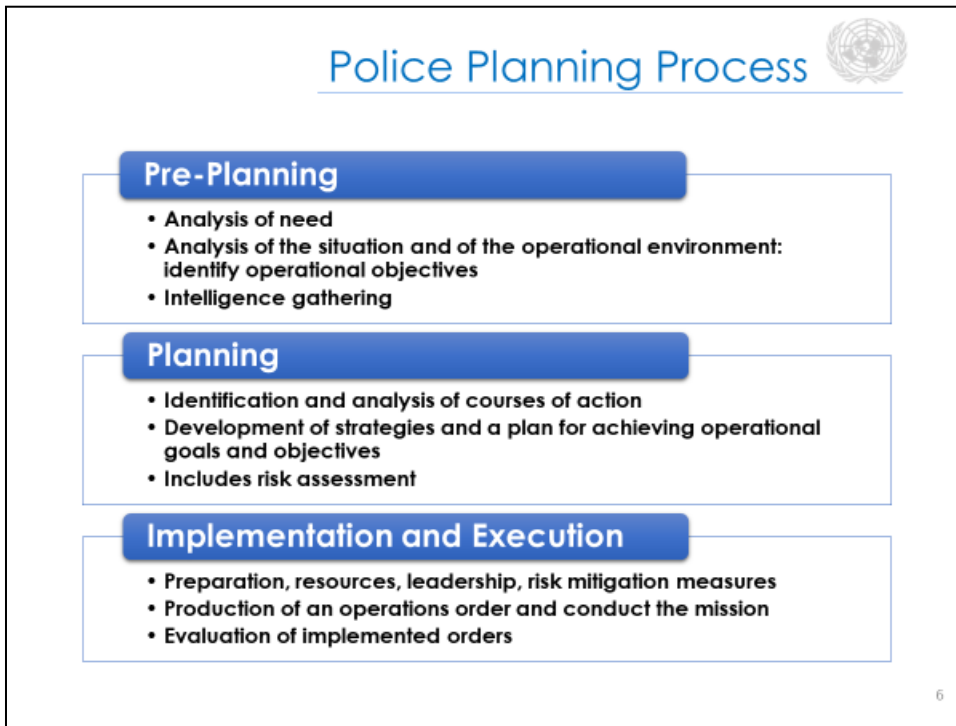 Police Planning Process
Pre-Planning
• Analysis of need
• Analysis of the situation and of the operational environment:
identify operational objectives
• Intelligence gathering
Planning
• Identification and analysis of courses of action
• Development of strategies and a plan for achieving operational
goals and objectives
• Includes risk assessment
Implementation and Execution
• Preparation, resources, leadership, risk mitigation measures
• Production of an operations order and conduct the mission
• Evaluation of implemented orders
6